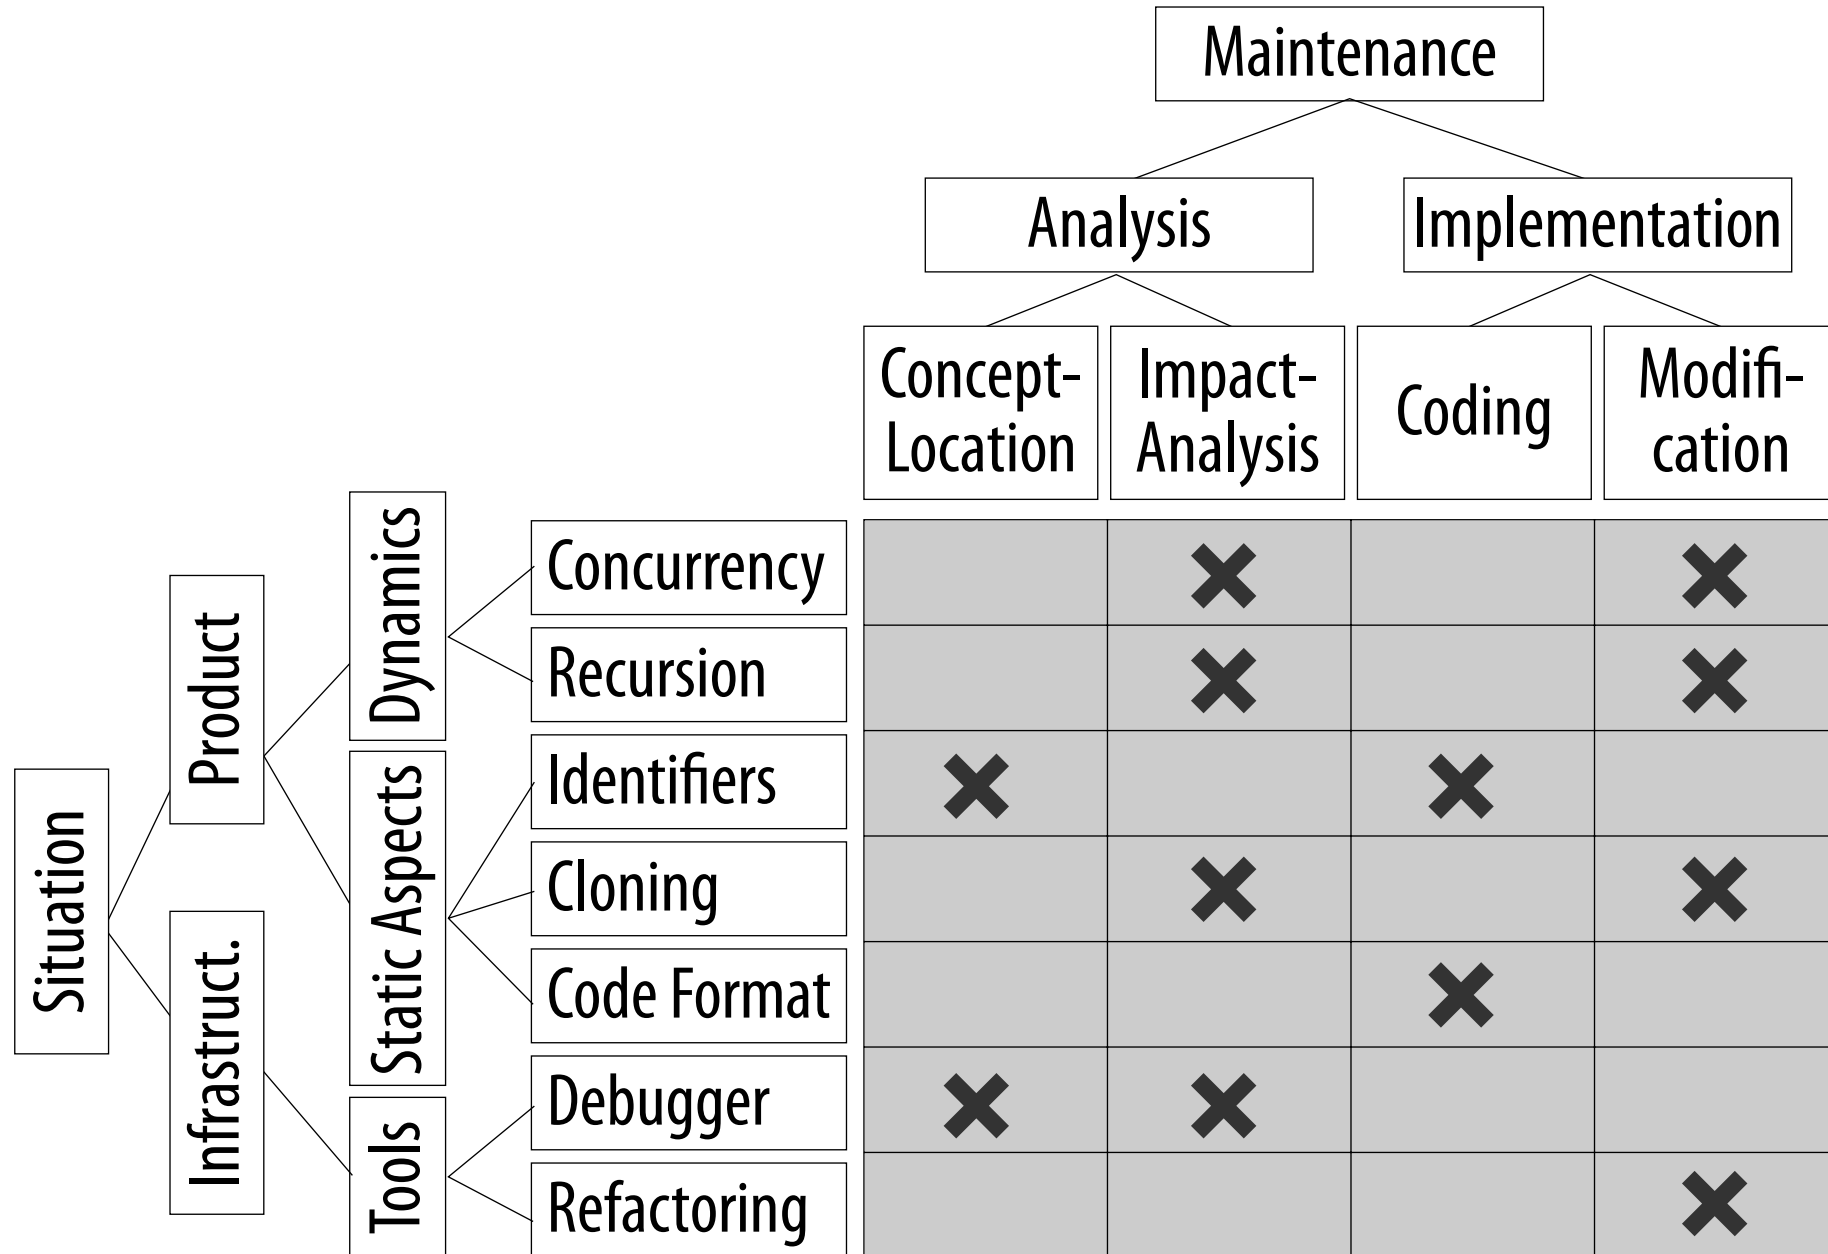 Maintenance
Analysis
Implementation
Concept-
Location
Impact-
Analysis
Coding
Modifi-
cation
Situation
Product
Infrastruct.
Dynamics
Static Aspects
Tools
Concurrency
Recursion
Identifiers
Cloning
Code Format
Debugger
Refactoring